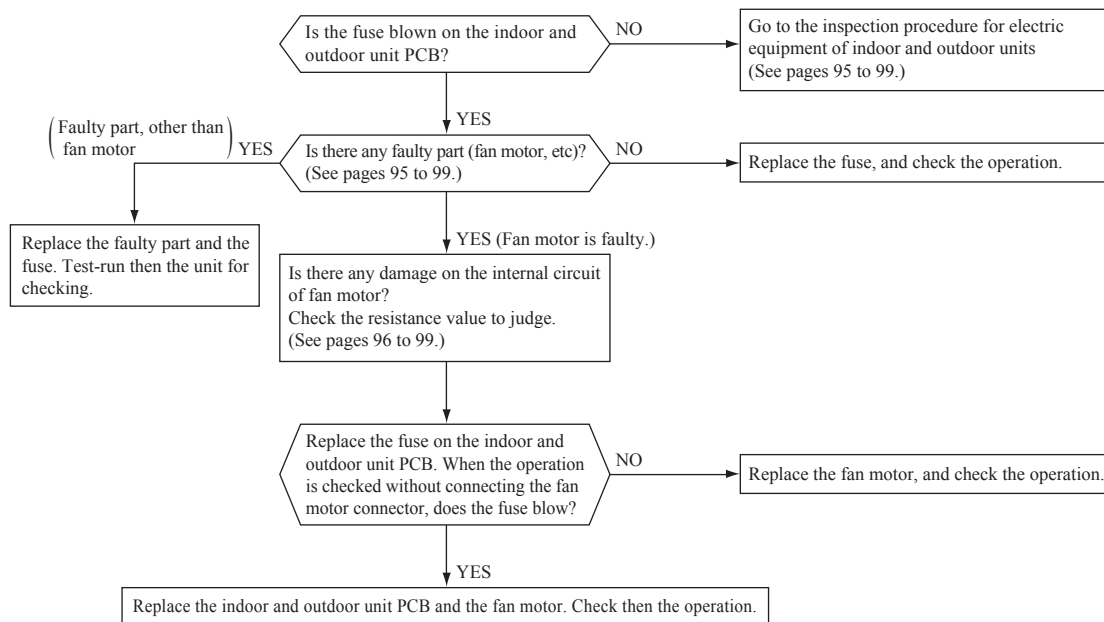 Is the fuse blown on the indoor and
outdoor unit PCB?
NO
Go to the inspection procedure for electric
equipment of indoor and outdoor units
(See pages 95 to 99.)
YES
(Faulty part, other than
fan motor)
YES
Is there any faulty part (fan motor, etc)?
(See pages 95 to 99.)
NO
Replace the fuse, and check the operation.
Replace the faulty part and the
fuse. Test-run then the unit for
checking.
YES (Fan motor is faulty.)
Is there any damage on the internal circuit
of fan motor?
Check the resistance value to judge.
(See pages 96 to 99.)
Replace the fuse on the indoor and
outdoor unit PCB. When the operation
is checked without connecting the fan
motor connector, does the fuse blow?
NO
Replace the fan motor, and check the operation.
YES
Replace the indoor and outdoor unit PCB and the fan motor. Check then the operation.